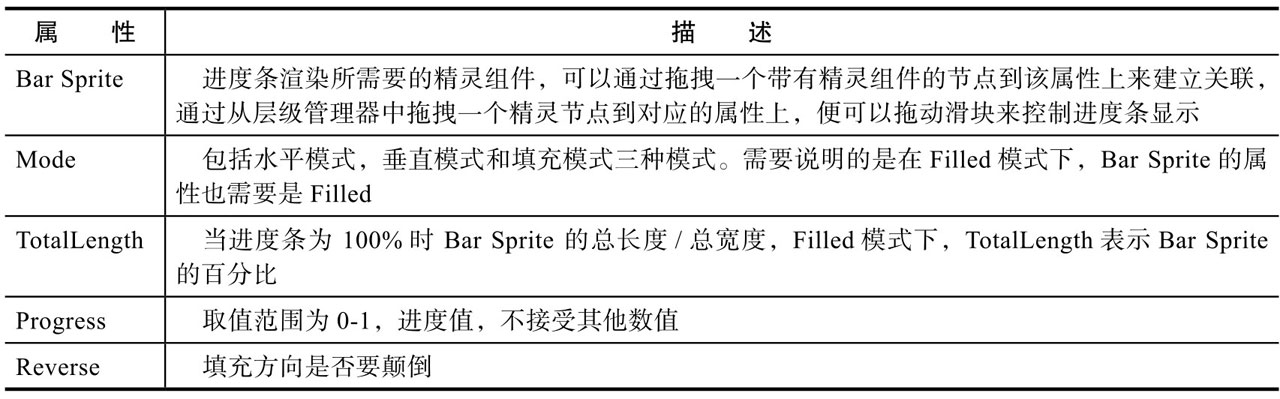 属 性 描 述
Bar Sprite 进度条渲染所需要的精灵组件，可以通过拖拽一个带有精灵组件的节点到该属性上来建立关联，
通过从层级管理器中拖拽一个精灵节点到对应的属性上，便可以拖动滑块来控制进度条显示
Mode 包括水平模式，垂直模式和填充模式三种模式。需要说明的是在 Filled 模式下，Bar Sprite 的属
性也需要是 Filled
TotalLength 当进度条为 100% 时 Bar Sprite 的总长度 / 总宽度，Filled 模式下，TotalLength 表示 Bar Sprite
的百分比
Progress 取值范围为 0-1，进度值，不接受其他数值
Reverse 填充方向是否要颠倒